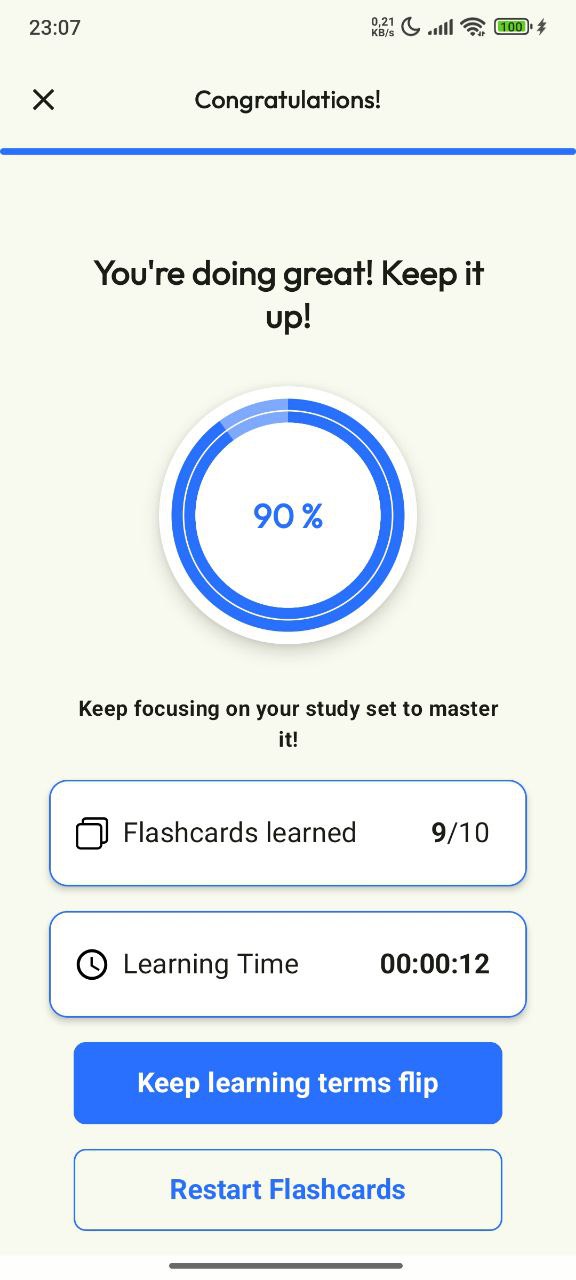 23:07
0,21
KB/s
100
Congratulations!
You're doing great! Keep it
up!
90 %
Keep focusing on your study set to master
it!
Flashcards learned 9/10
Learning Time 00:00:12
Keep learning terms flip
Restart Flashcards